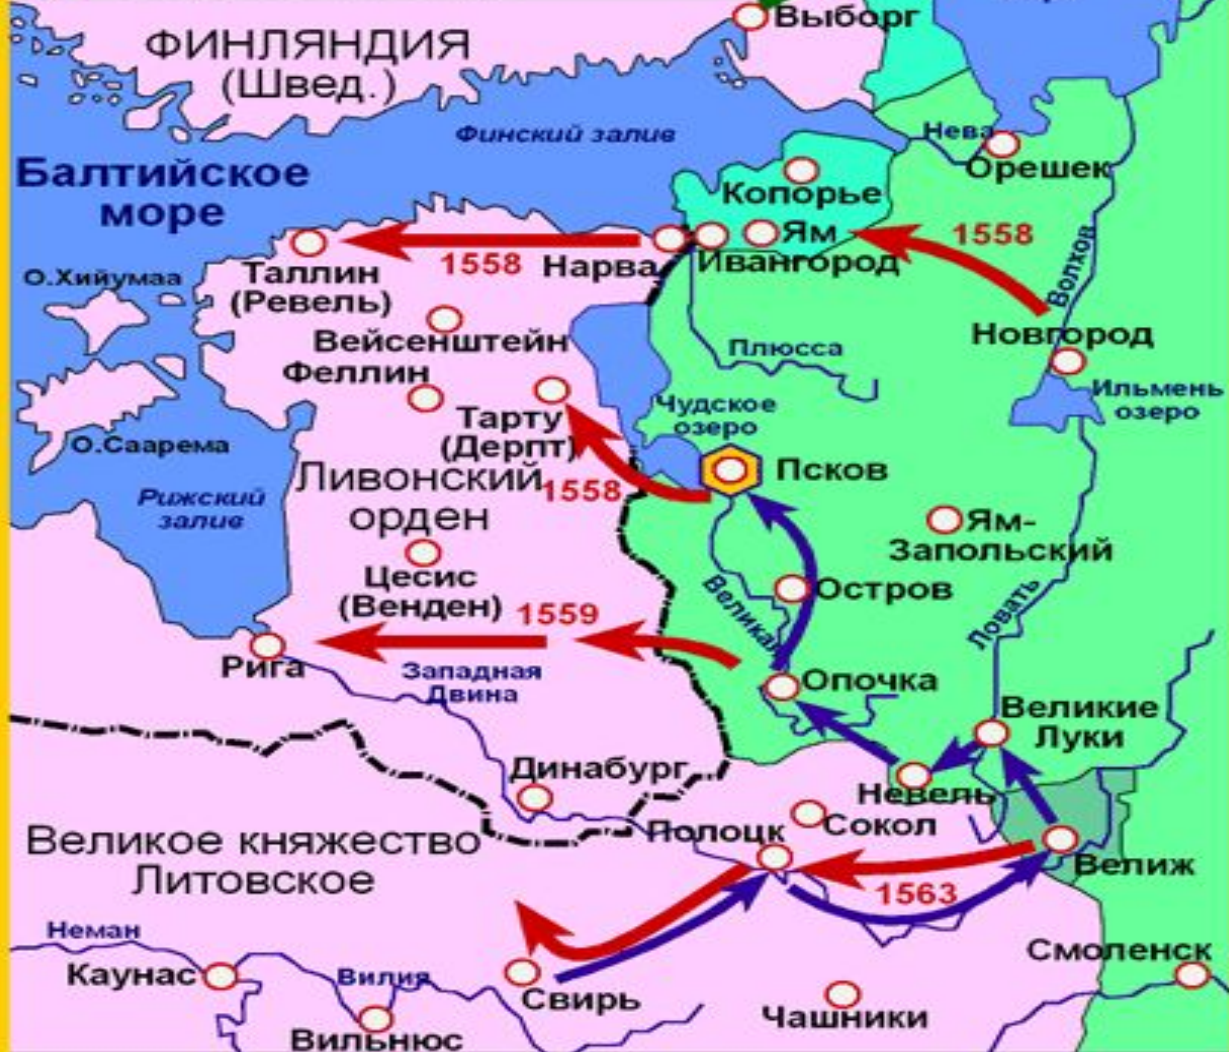 Выборг
ФИНЛЯНДИЯ
(Швед.)
Финский залив
Нева
Орешек
Балтийское
море
Копорье
Ям
1558
Волхов
1558
Нарва
Ивангород
Таллин
(Ревель)
О.Хийумаа
Вейсенштейн
Новгород
Плюсса
Феллин
Ильмень
озеро
Чудское
озеро
Тарту
(Дерпт)
О.Саарема
Псков
Ливонский
орден
1558
Рижский
залив
Ям-
Запольский
Цесис
(Венден)
Остров
Великая
Ловать
1559
Рига
Западная
Двина
Опочка
Великие
Луки
Динабург
Невель
Сокол
Полоцк
Великое княжество
Литовское
Велиж
1563
Неман
Каунас
Вилия
Свирь
Смоленск
Чашники
Вильнюс